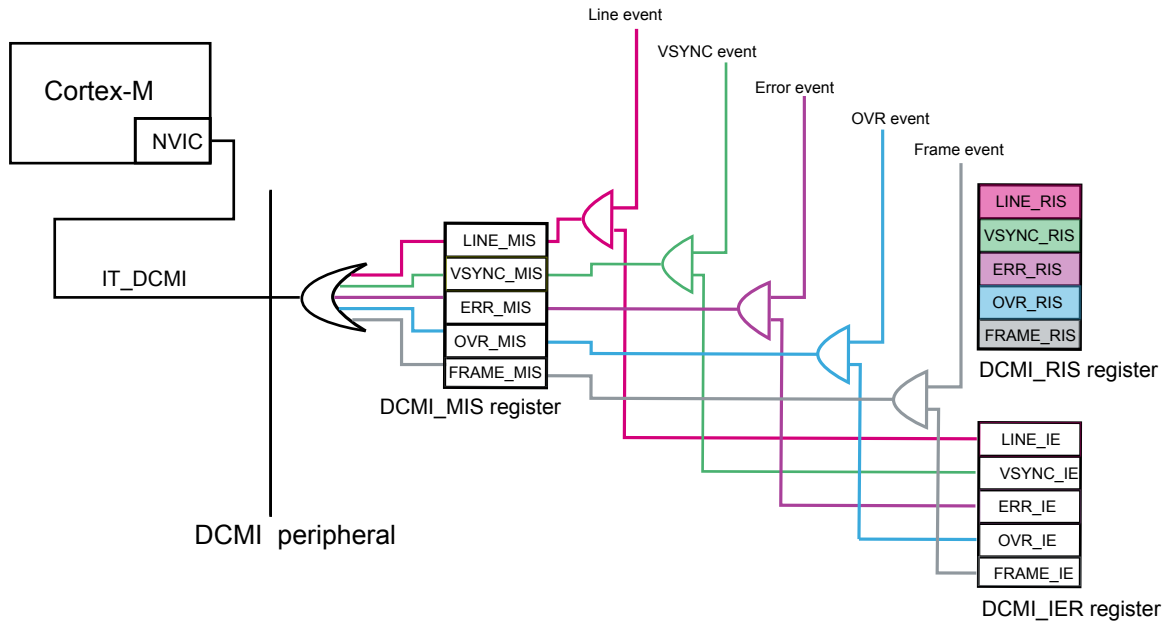 Line event
VSYNC event
Error event
OVR event
Frame event
Cortex-M
NVIC
IT_DCMI
DCMI peripheral
LINE_MIS
VSYNC_MIS
ERR_MIS
OVR_MIS
FRAME_MIS
DCMI_MIS register
LINE_RIS
VSYNC_RIS
ERR_RIS
OVR_RIS
FRAME_RIS
DCMI_RIS register
LINE_IE
VSYNC_IE
ERR_IE
OVR_IE
FRAME_IE
DCMI_IER register